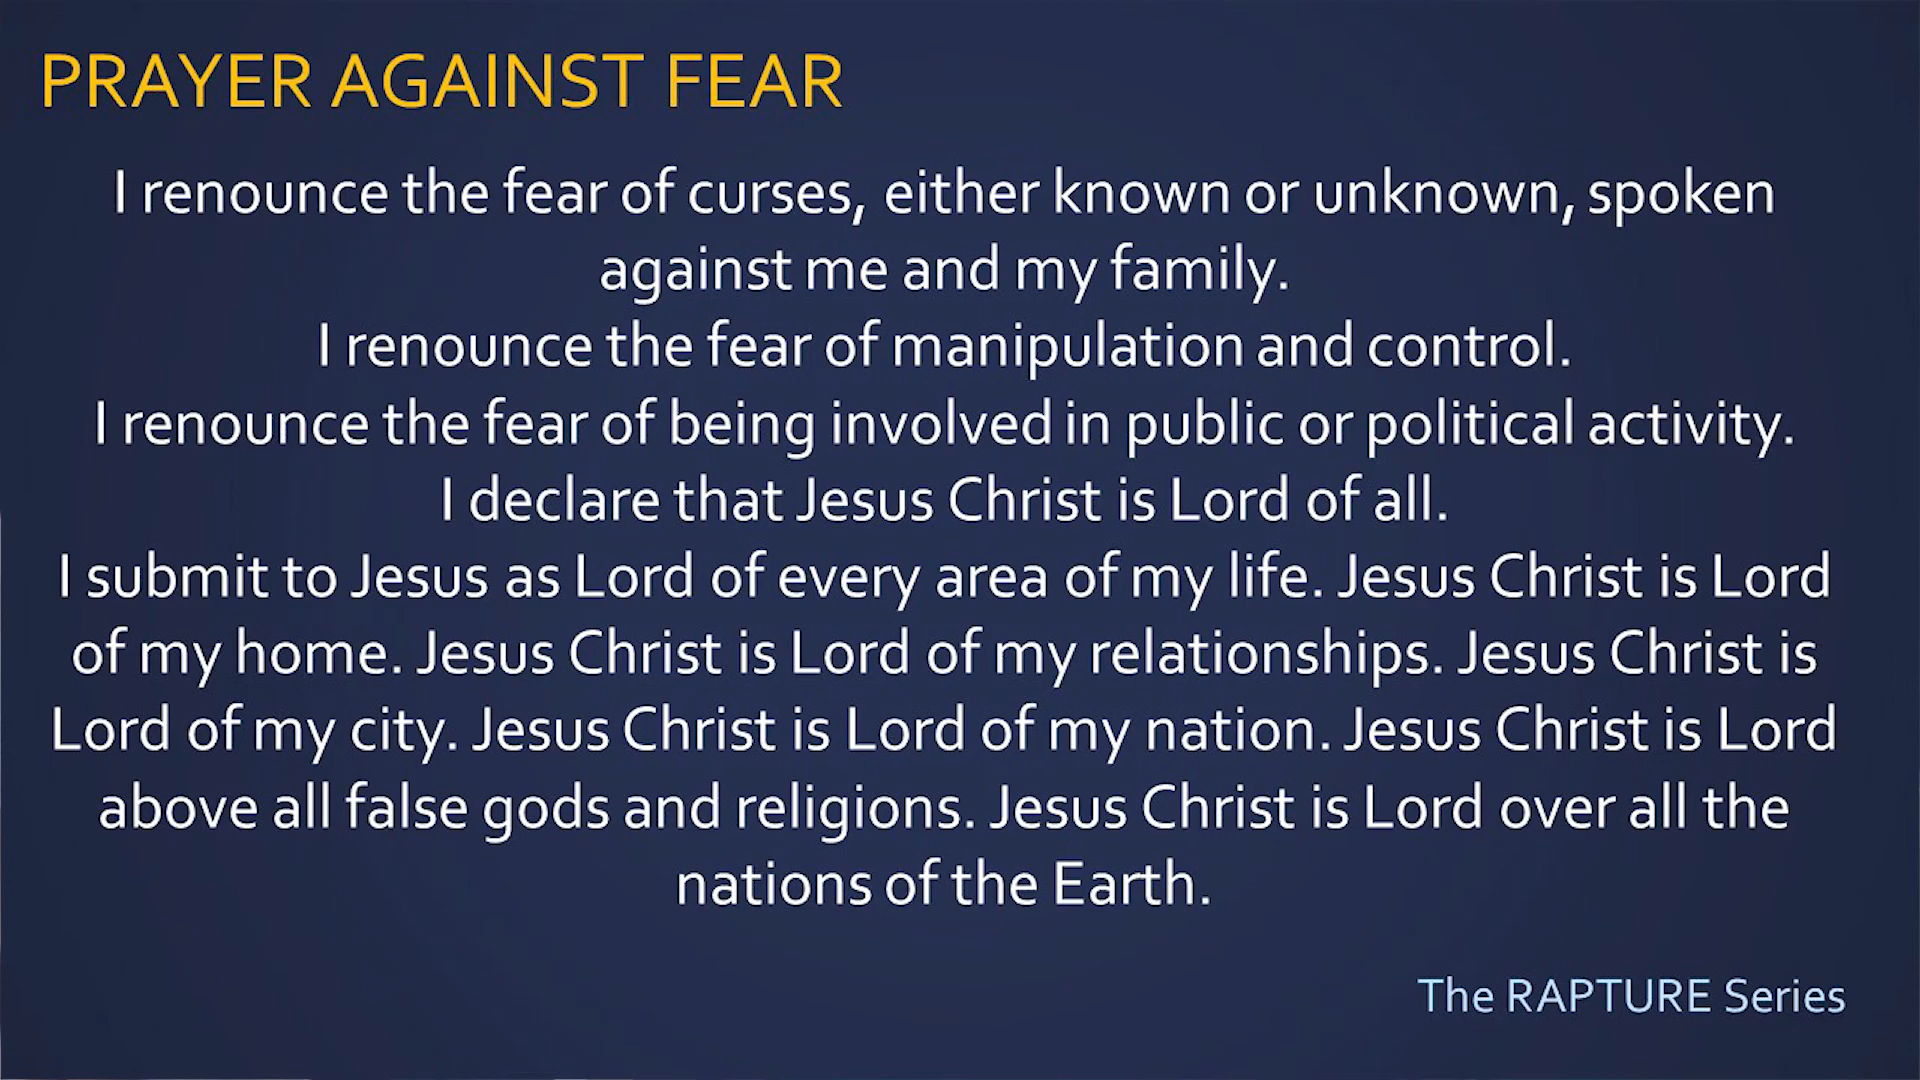 PRAYER AGAINST FEAR
I renounce the fear of curses, either known or unknown, spoken
against me and my family.
I renounce the fear of manipulation and control.
I renounce the fear of being involved in public or political activity.
I declare that Jesus Christ is Lord of all.
I submit to Jesus as Lord of every area of my life. Jesus Christ is Lord
of my home. Jesus Christ is Lord of my relationships. Jesus Christ is
Lord of my city. Jesus Christ is Lord of my nation. Jesus Christ is Lord
above all false gods and religions. Jesus Christ is Lord over all the
nations of the Earth.
The RAPTURE Series